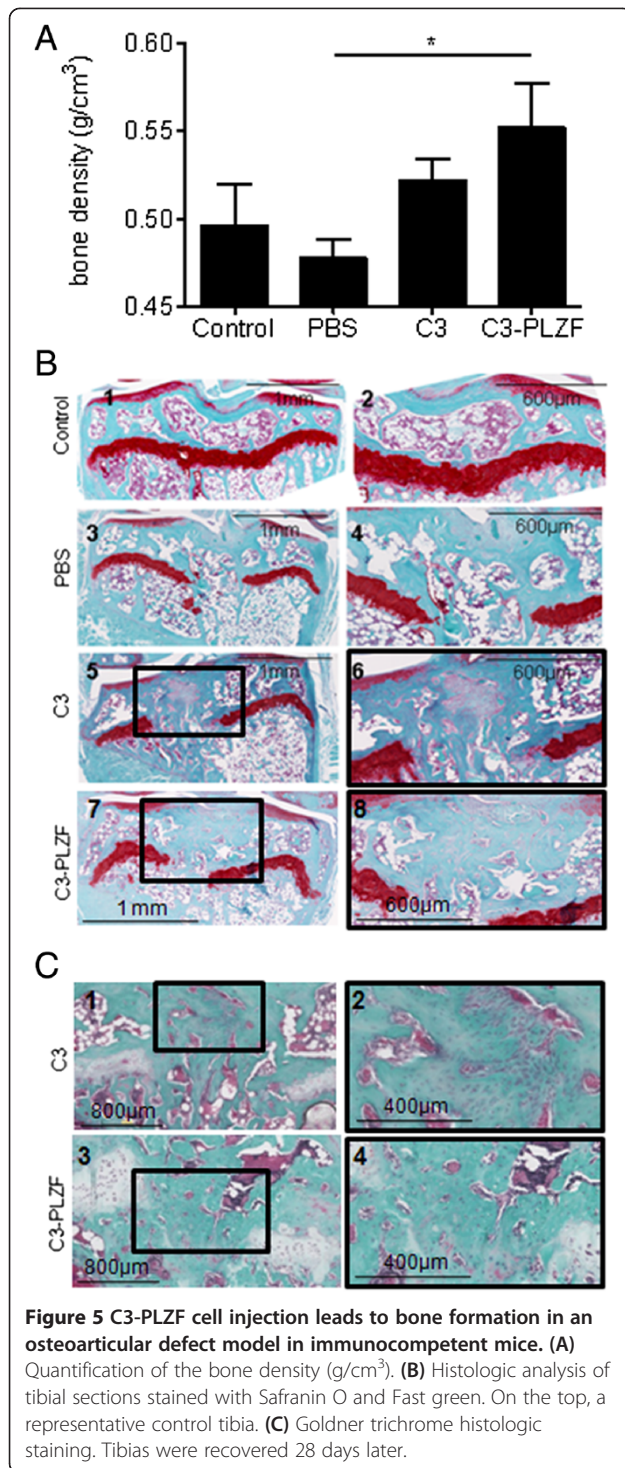 A
0.60
*
0.55
0.50
0.45
bone density (g/cm³)
Control PBS C3 C3-PLZF
B
Control
1
1mm
2
600µm
PBS
3
1mm
4
600µm
C3
5
1mm
6
600µm
C3-PLZF
7
1mm
8
600µm
C
C3
1
800µm
2
400µm
C3-PLZF
3
800µm
4
400µm
Figure 5 C3-PLZF cell injection leads to bone formation in an
osteoarticular defect model in immunocompetent mice. (A)
Quantification of the bone density (g/cm³). (B) Histologic analysis of
tibial sections stained with Safranin O and Fast green. On the top, a
representative control tibia. (C) Goldner trichrome histologic
staining. Tibias were recovered 28 days later.